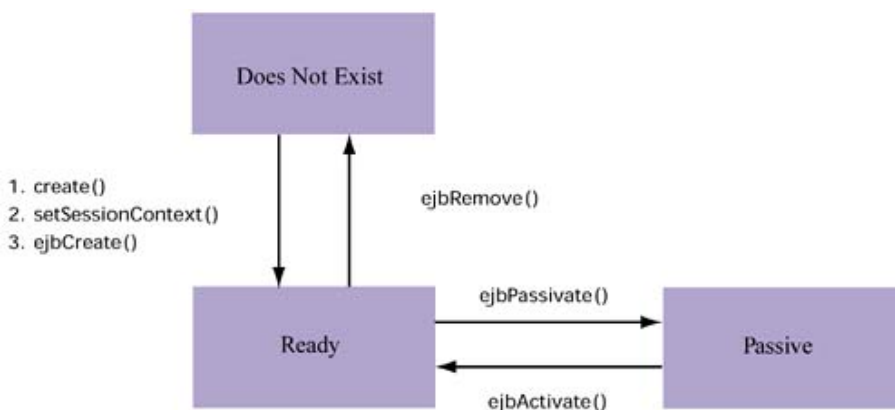 Does Not Exist
1. create()
2. setSessionContext()
3. ejbCreate()
ejbRemove()
ejbPassivate()
Ready
Passive
ejbActivate()